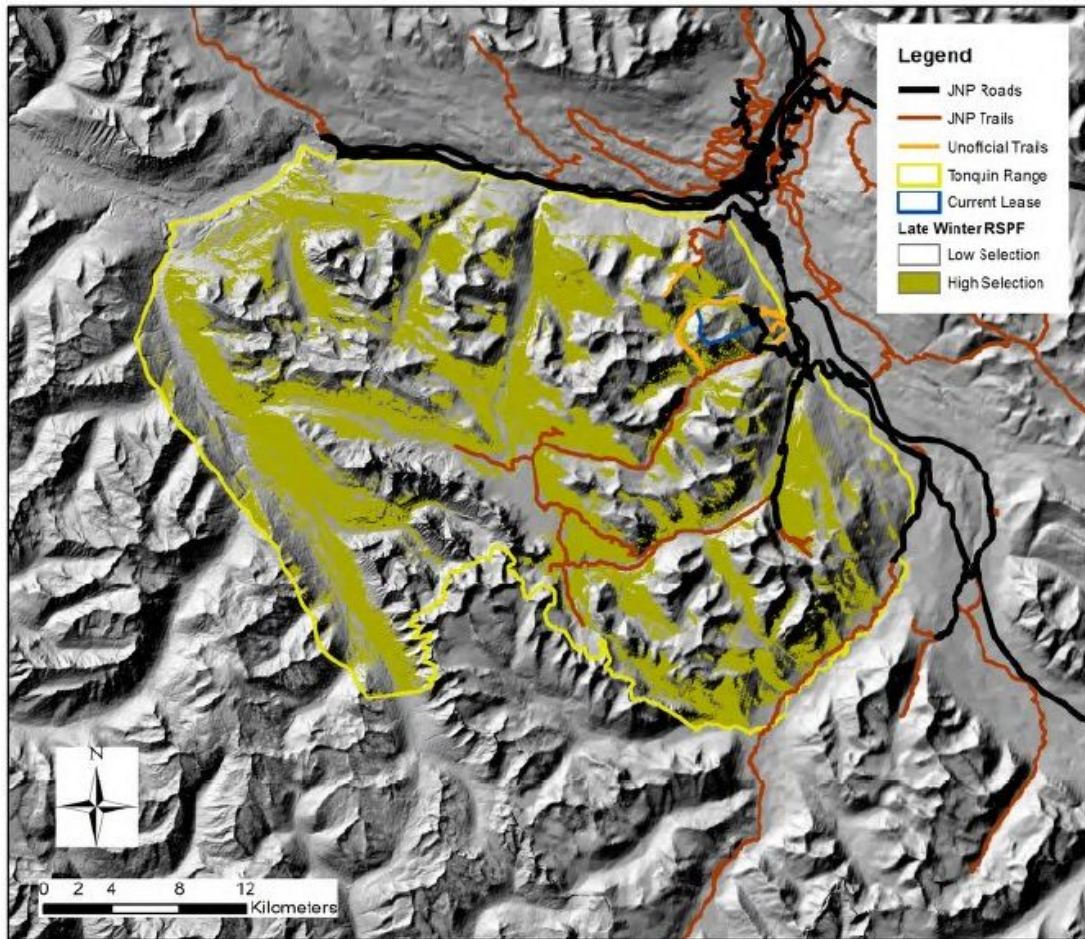 Legend
JNP Roads
JNP Trails
Unofficial Trails
Tonquin Range
Current Lease
Late Winter RSPF
Low Selection
High Selection
N
0 2 4 8 12
Kilometers